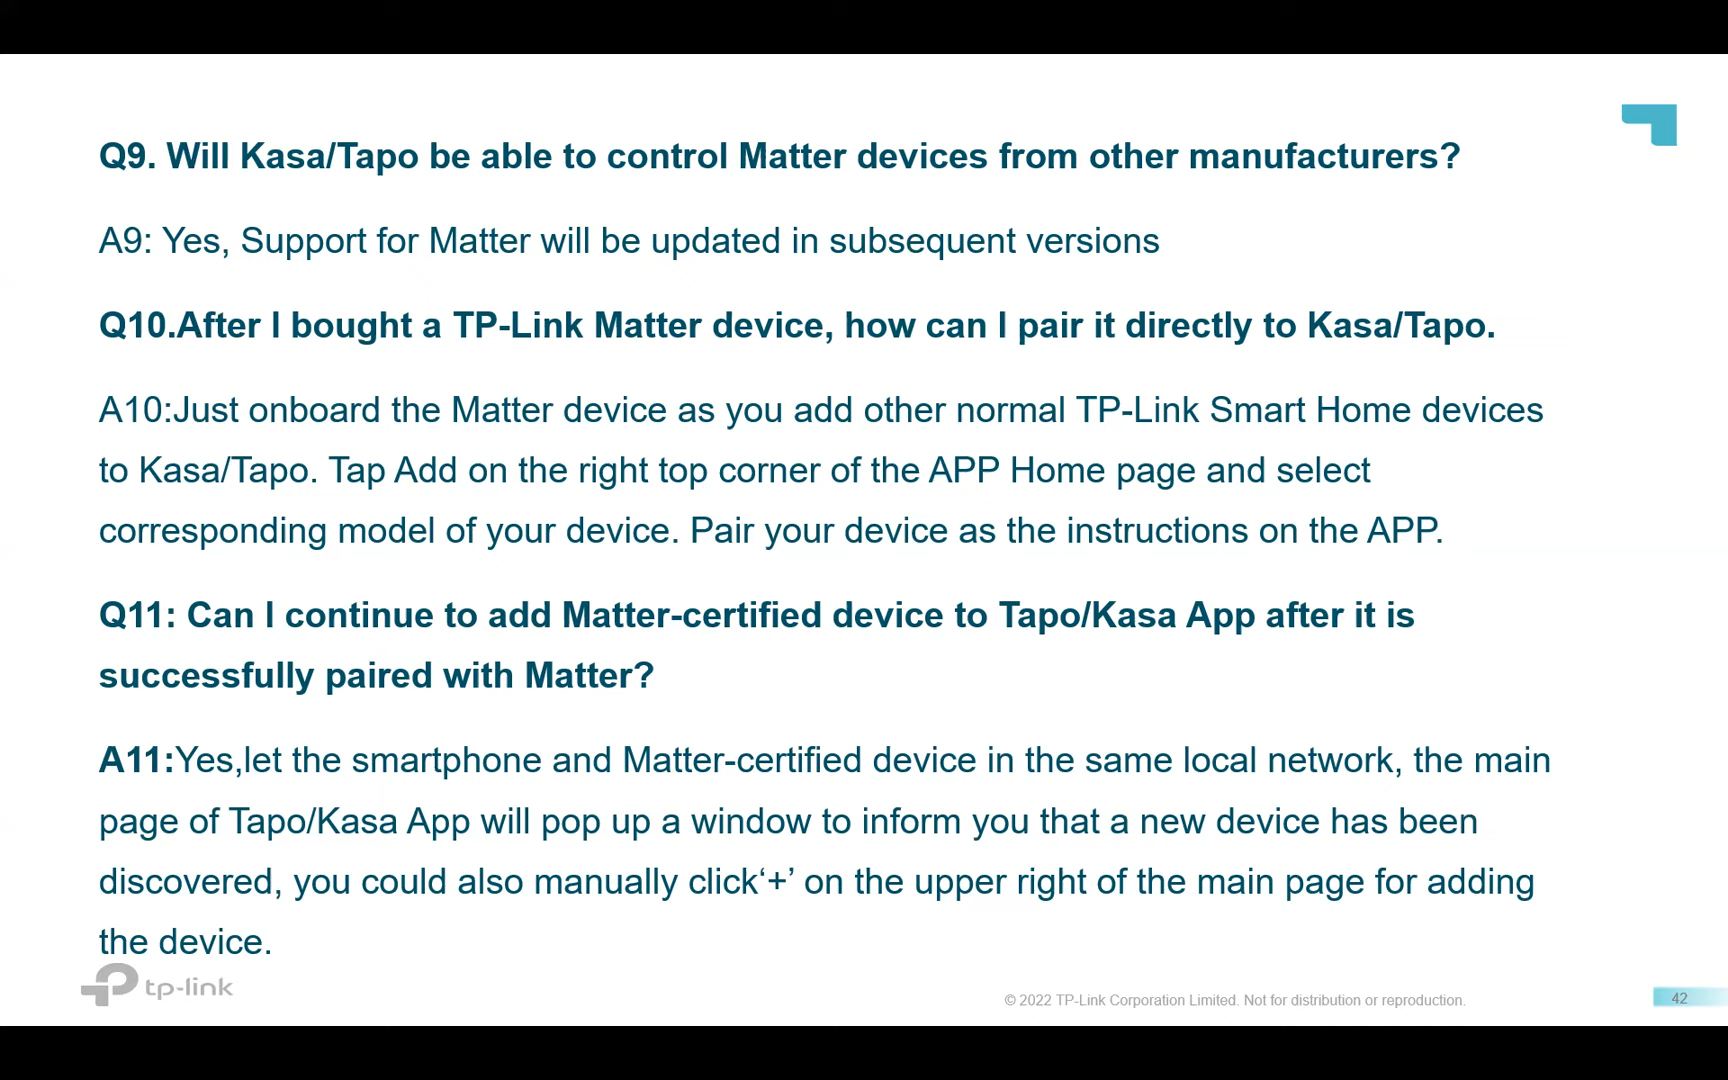 Q9. Will Kasa/Tapo be able to control Matter devices from other manufacturers?
A9: Yes, Support for Matter will be updated in subsequent versions
Q10.After I bought a TP-Link Matter device, how can I pair it directly to Kasa/Tapo.
A10:Just onboard the Matter device as you add other normal TP-Link Smart Home devices
to Kasa/Tapo. Tap Add on the right top corner of the APP Home page and select
corresponding model of your device. Pair your device as the instructions on the APP.
Q11: Can I continue to add Matter-certified device to Tapo/Kasa App after it is
successfully paired with Matter?
A11:Yes,let the smartphone and Matter-certified device in the same local network, the main
page of Tapo/Kasa App will pop up a window to inform you that a new device has been
discovered, you could also manually click‘+’ on the upper right of the main page for adding
the device.
tp-link
© 2022 TP-Link Corporation Limited. Not for distribution or reproduction.
42